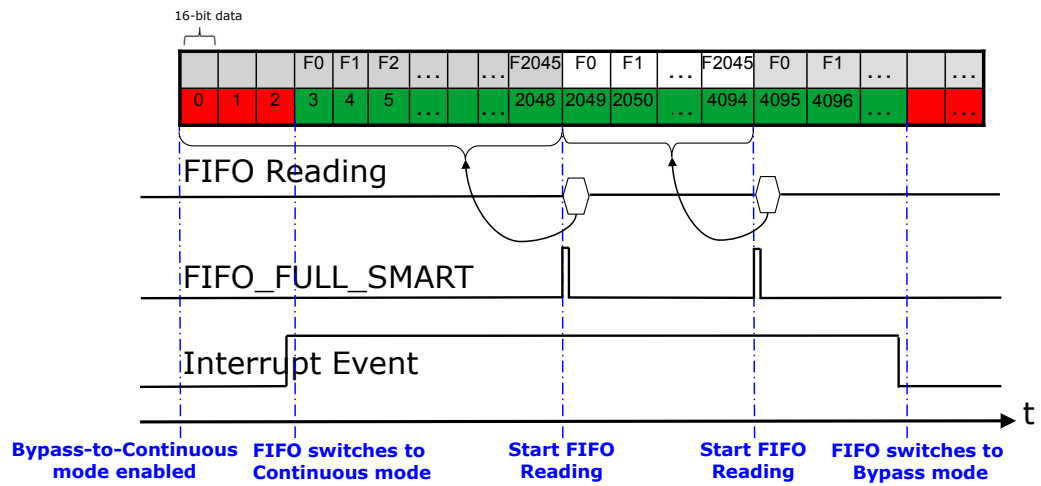 16-bit data
F0 F1 F2 ... ... F2045 F0 F1 ... F2045 F0 F1 ... ...
0 1 2 3 4 5 ... ... 2048 2049 2050 ... 4094 4095 4096 ... ...
FIFO Reading
FIFO_FULL_SMART
Interrupt Event
t
Bypass-to-Continuous mode enabled
FIFO switches to Continuous mode
Start FIFO Reading
Start FIFO Reading
FIFO switches to Bypass mode